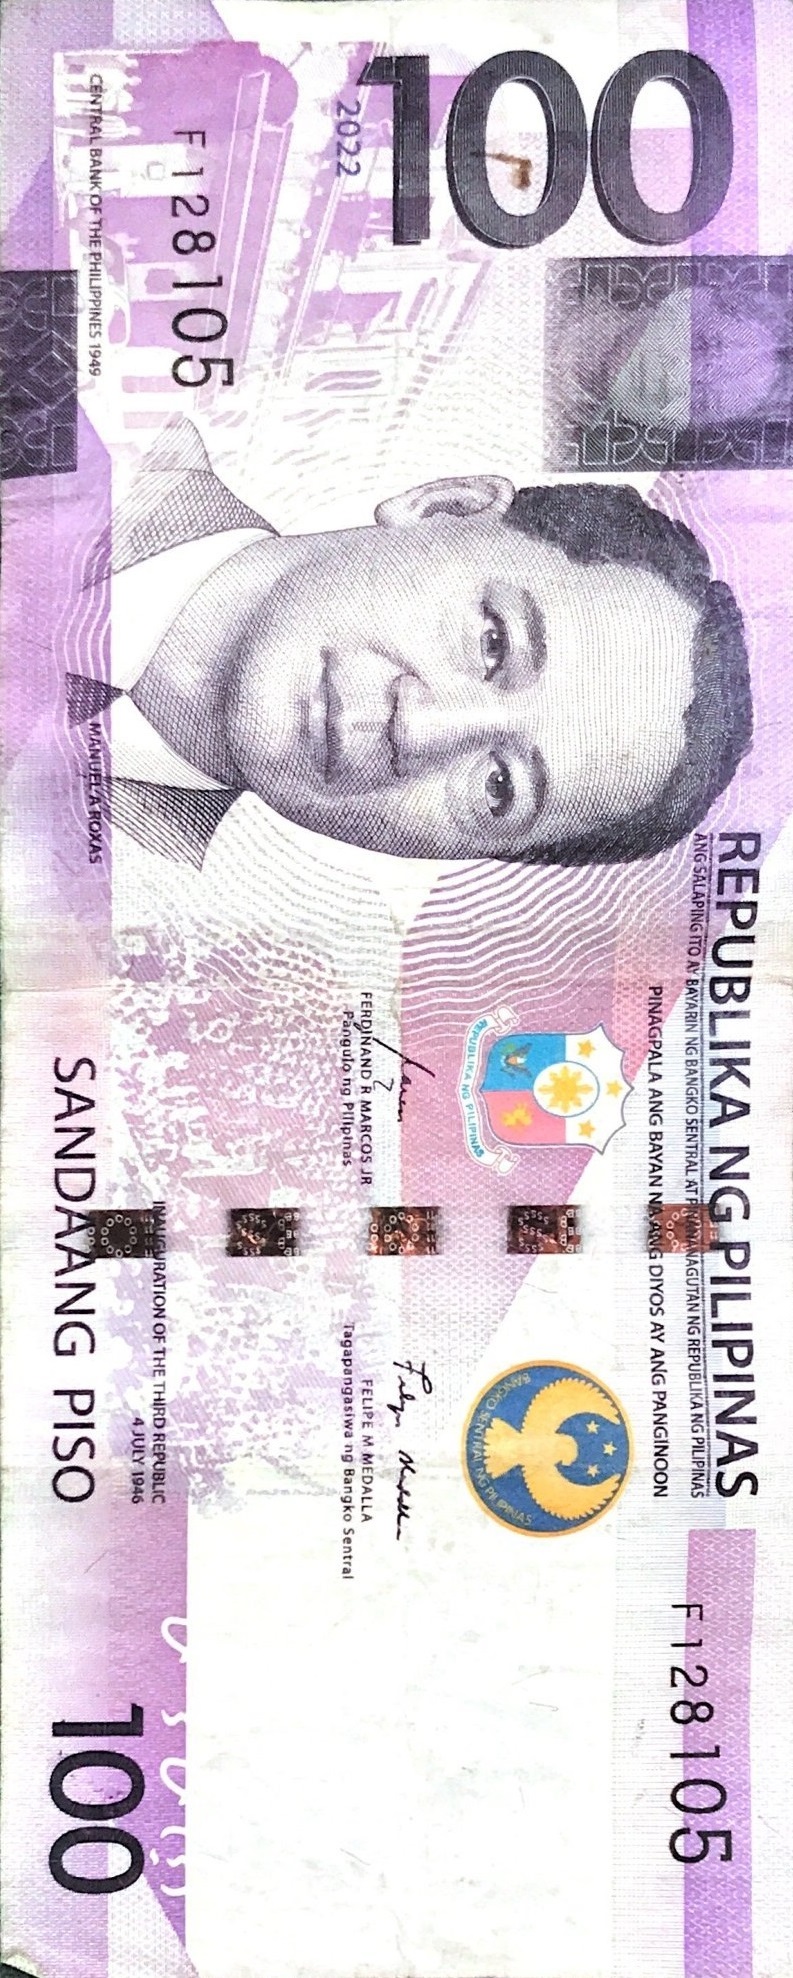 REPUBLIKA NG PILIPINAS
ANG SALAPING ITO AY BAYARIN NG BANGKO SENTRAL AT PINANANAGUTAN NG REPUBLIKA NG PILIPINAS
PINAGPALA ANG BAYAN NA ANG DIYOS AY ANG PANGINOON
100
2022
F128105
F128105
CENTRAL BANK OF THE PHILIPPINES 1949
MANUEL A ROXAS
REPUBLIKA NG PILIPINAS
FERDINAND R MARCOS JR
Pangulo ng Pilipinas
BANGKO SENTRAL NG PILIPINAS
FELIPE M MEDALLA
Tagapangasiwa ng Bangko Sentral
INAUGURATION OF THE THIRD REPUBLIC
4 JULY 1946
SANDAANG PISO
100